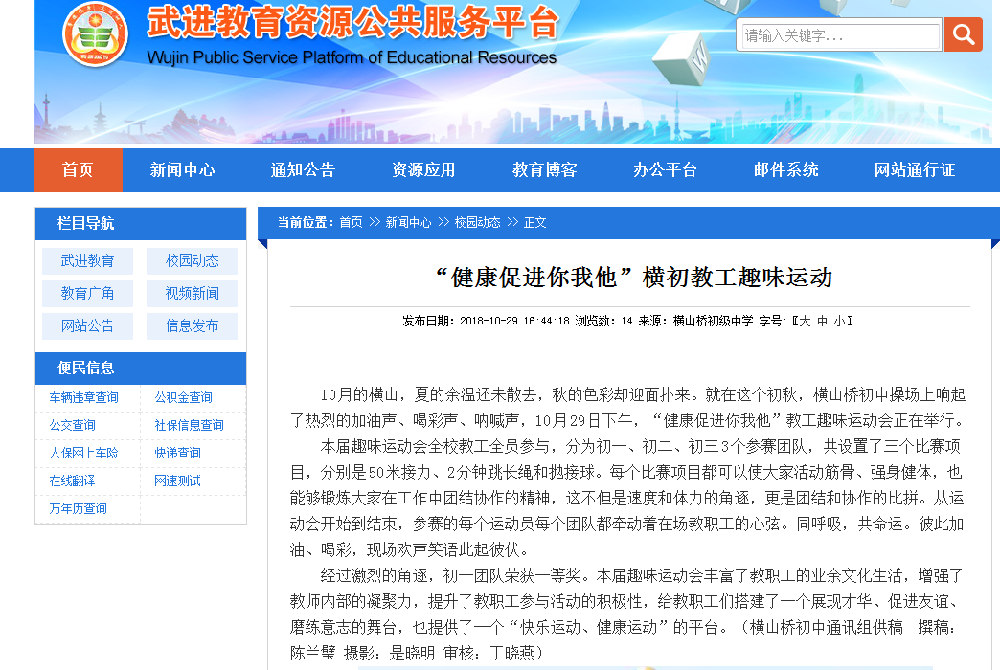 武进教育资源公共服务平台
Wujin Public Service Platform of Educational Resources
请输入关键字...
首页 新闻中心 通知公告 资源应用 教育博客 办公平台 邮件系统 网站通行证
栏目导航
武进教育 校园动态
教育广角 视频新闻
网站公告 信息发布
便民信息
车辆违章查询 公积金查询
公交查询 社保信息查询
人保网上车险 快递查询
在线翻译 网速测试
万年历查询
当前位置：首页 >> 新闻中心 >> 校园动态 >> 正文
“健康促进你我他”横初教工趣味运动
发布日期：2018-10-29 16:44:18 浏览数：14 来源：横山桥初级中学 字号:〖大 中 小〗
10月的横山，夏的余温还未散去，秋的色彩却迎面扑来。就在这个初秋，横山桥初中操场上响起
了热烈的加油声、喝彩声、呐喊声，10月29日下午，“健康促进你我他”教工趣味运动会正在举行。
本届趣味运动会全校教工全员参与，分为初一、初二、初三3个参赛团队，共设置了三个比赛项
目，分别是50米接力、2分钟跳长绳和抛接球。每个比赛项目都可以使大家活动筋骨、强身健体，也
能够锻炼大家在工作中团结协作的精神，这不但是速度和体力的角逐，更是团结和协作的比拼。从运
动会开始到结束，参赛的每个运动员每个团队都牵动着在场教职工的心弦。同呼吸，共命运。彼此加
油、喝彩，现场欢声笑语此起彼伏。
经过激烈的角逐，初一团队荣获一等奖。本届趣味运动会丰富了教职工的业余文化生活，增强了
教师内部的凝聚力，提升了教职工参与活动的积极性，给教职工们搭建了一个展现才华、促进友谊、
磨练意志的舞台，也提供了一个“快乐运动、健康运动”的平台。（横山桥初中通讯组供稿 撰稿：
陈兰璧 摄影：是晓明 审核：丁晓燕）